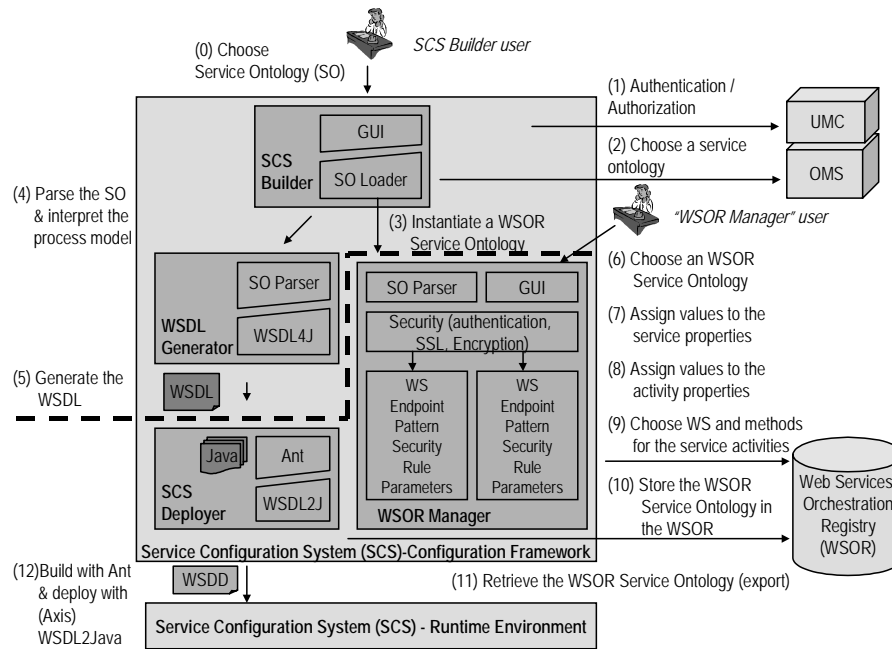 (0) Choose
Service Ontology (SO)
SCS Builder user
(1) Authentication /
Authorization
UMC
(2) Choose a service
ontology
OMS
GUI
SCS
Builder
SO Loader
(4) Parse the SO
& interpret the
process model
(3) Instantiate a WSOR
Service Ontology
"WSOR Manager" user
SO Parser
WSDL
Generator
WSDL4J
SO Parser
GUI
Security (authentication,
SSL, Encryption)
WS
Endpoint
Pattern
Security
Rule
Parameters
WS
Endpoint
Pattern
Security
Rule
Parameters
WSOR Manager
(5) Generate the
WSDL
WSDL
Java
Ant
SCS
Deployer
WSDL2J
Service Configuration System (SCS)-Configuration Framework
(6) Choose an WSOR
Service Ontology
(7) Assign values to the
service properties
(8) Assign values to the
activity properties
(9) Choose WS and methods
for the service activities
(10) Store the WSOR
Service Ontology in
the WSOR
Web Services
Orchestration
Registry
(WSOR)
(11) Retrieve the WSOR Service Ontology (export)
(12)Build with Ant
& deploy with
(Axis)
WSDL2Java
WSDD
Service Configuration System (SCS) - Runtime Environment